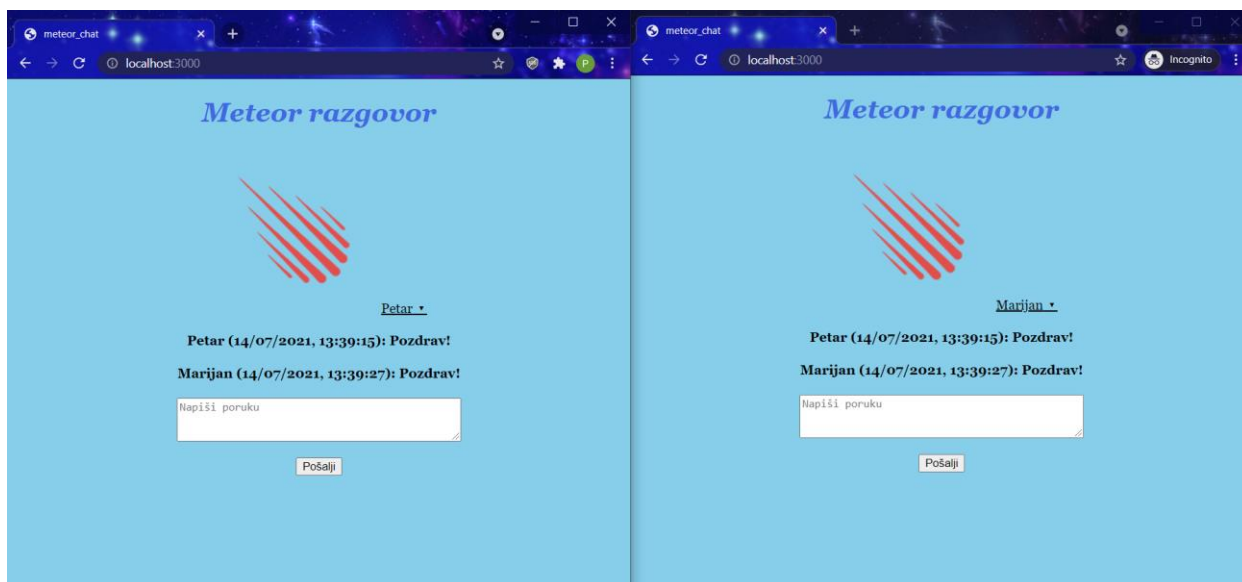 meteor_chat
localhost:3000
P
Meteor razgovor
Petar
Petar (14/07/2021, 13:39:15): Pozdrav!
Marijan (14/07/2021, 13:39:27): Pozdrav!
Napiši poruku
Pošalji
meteor_chat
localhost:3000
Incognito
Meteor razgovor
Marijan
Petar (14/07/2021, 13:39:15): Pozdrav!
Marijan (14/07/2021, 13:39:27): Pozdrav!
Napiši poruku
Pošalji